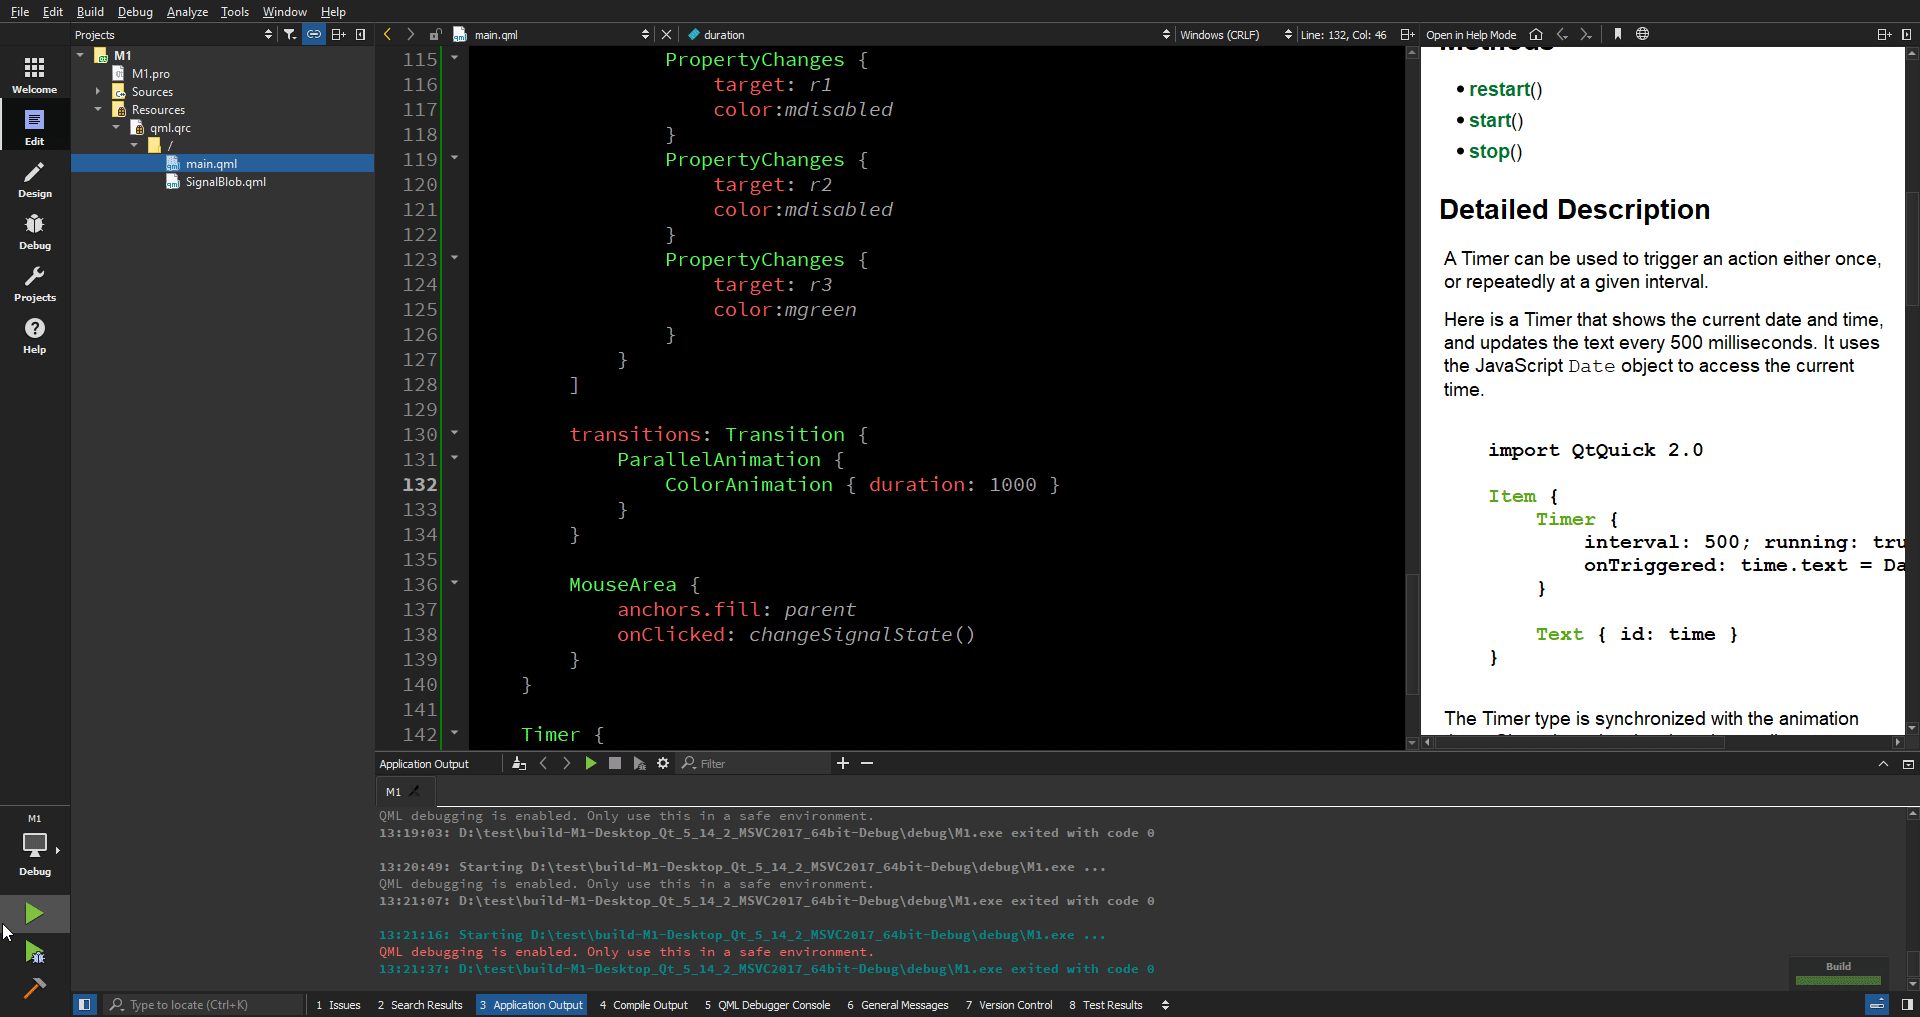 File Edit Build Debug Analyze Tools Window Help
Projects
main.qml
duration
Windows (CRLF)
Line: 132, Col: 46
Open in Help Mode
Welcome
Edit
Design
Debug
Projects
Help
M1
M1.pro
Sources
Resources
qml.qrc
/
main.qml
SignalBlob.qml
115 PropertyChanges {
116 target: r1
117 color:mdisabled
118 }
119 PropertyChanges {
120 target: r2
121 color:mdisabled
122 }
123 PropertyChanges {
124 target: r3
125 color:mgreen
126 }
127 }
128 ]
129
130 transitions: Transition {
131 ParallelAnimation {
132 ColorAnimation { duration: 1000 }
133 }
134 }
135
136 MouseArea {
137 anchors.fill: parent
138 onClicked: changeSignalState()
139 }
140 }
141
142 Timer {
Methods
• restart()
• start()
• stop()
Detailed Description
A Timer can be used to trigger an action either once,
or repeatedly at a given interval.
Here is a Timer that shows the current date and time,
and updates the text every 500 milliseconds. It uses
the JavaScript Date object to access the current
time.
import QtQuick 2.0
Item {
Timer {
interval: 500; running: tru
onTriggered: time.text = Da
}
Text { id: time }
}
The Timer type is synchronized with the animation
Application Output
Filter
M1
QML debugging is enabled. Only use this in a safe environment.
13:19:03: D:\test\build-M1-Desktop_Qt_5_14_2_MSVC2017_64bit-Debug\debug\M1.exe exited with code 0
13:20:49: Starting D:\test\build-M1-Desktop_Qt_5_14_2_MSVC2017_64bit-Debug\debug\M1.exe ...
QML debugging is enabled. Only use this in a safe environment.
13:21:07: D:\test\build-M1-Desktop_Qt_5_14_2_MSVC2017_64bit-Debug\debug\M1.exe exited with code 0
13:21:16: Starting D:\test\build-M1-Desktop_Qt_5_14_2_MSVC2017_64bit-Debug\debug\M1.exe ...
QML debugging is enabled. Only use this in a safe environment.
13:21:37: D:\test\build-M1-Desktop_Qt_5_14_2_MSVC2017_64bit-Debug\debug\M1.exe exited with code 0
M1
Debug
Build
Type to locate (Ctrl+K)
1 Issues
2 Search Results
3 Application Output
4 Compile Output
5 QML Debugger Console
6 General Messages
7 Version Control
8 Test Results